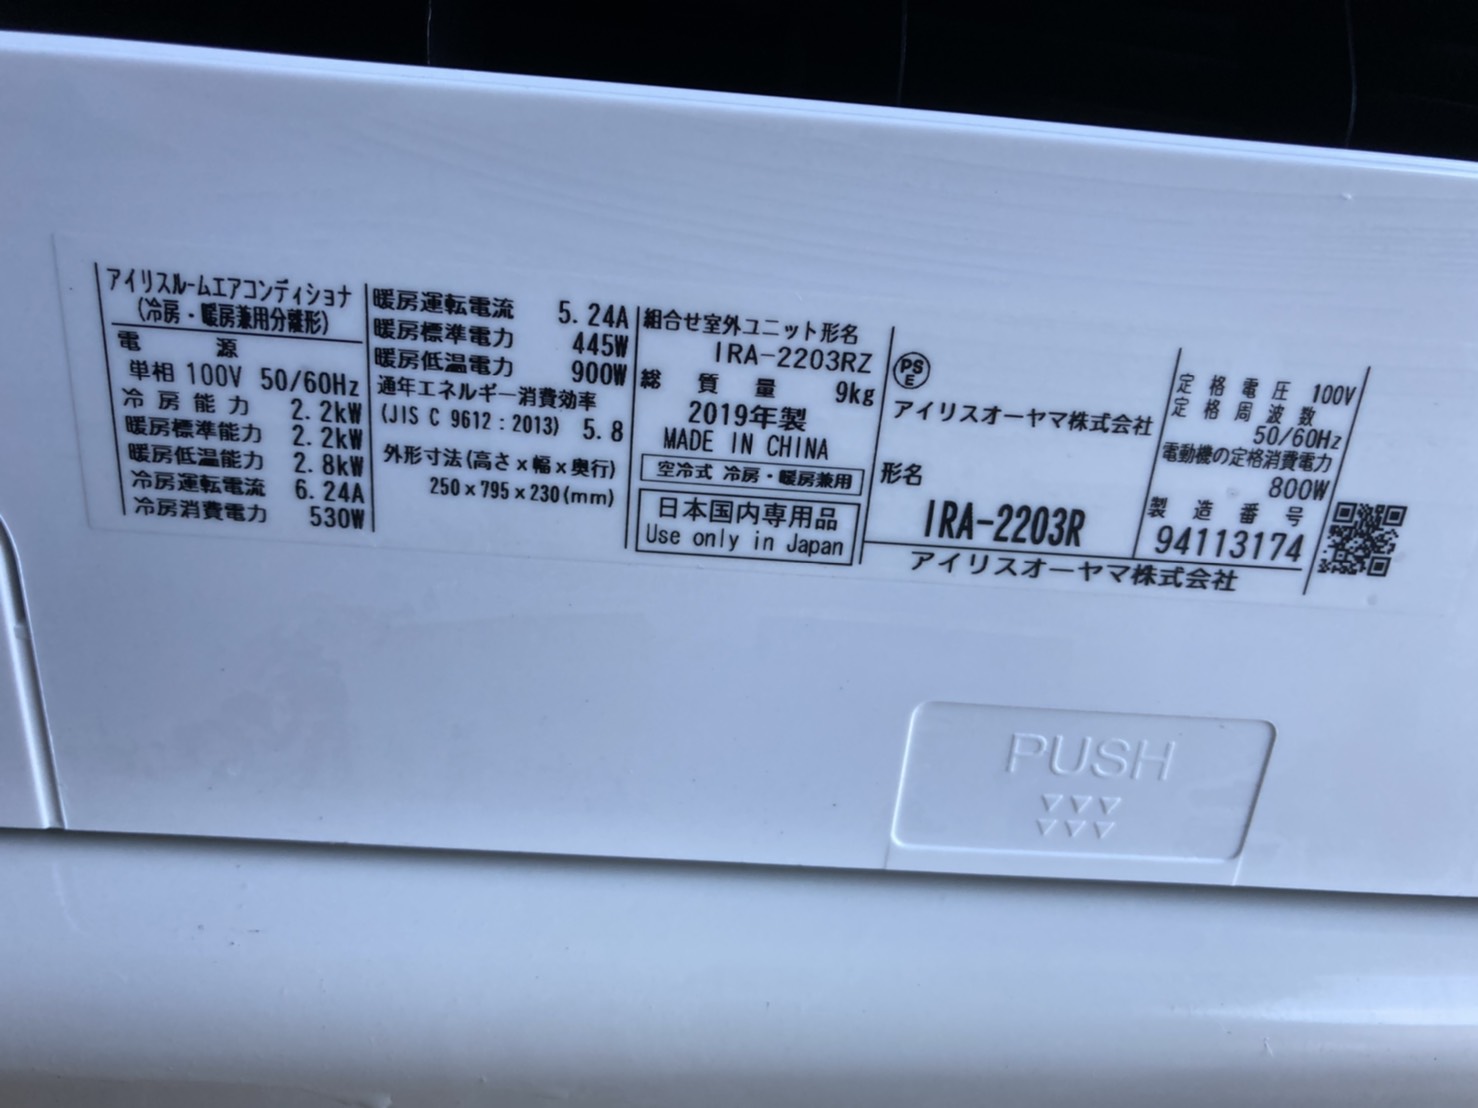 アイリスルームエアコンディショナ
(冷房・暖房兼用分離形)
電源
単相 100V 50/60Hz
冷房能力 2.2kW
暖房標準能力 2.2kW
暖房低温能力 2.8kW
冷房運転電流 6.24A
冷房消費電力 530W
暖房運転電流 5.24A
暖房標準電力 445W
暖房低温電力 900W
通年エネルギー消費効率
(JIS C 9612:2013) 5.8
外形寸法(高さx幅x奥行)
250x795x230(mm)
組合せ室外ユニット形名
IRA-2203RZ
総質量 9kg
2019年製
MADE IN CHINA
空冷式 冷房・暖房兼用
日本国内専用品
Use only in Japan
PS
E
アイリスオーヤマ株式会社
形名
IRA-2203R
定格電圧 100V
定格周波数
50/60Hz
電動機の定格消費電力
800W
製造番号
94113174
アイリスオーヤマ株式会社
PUSH